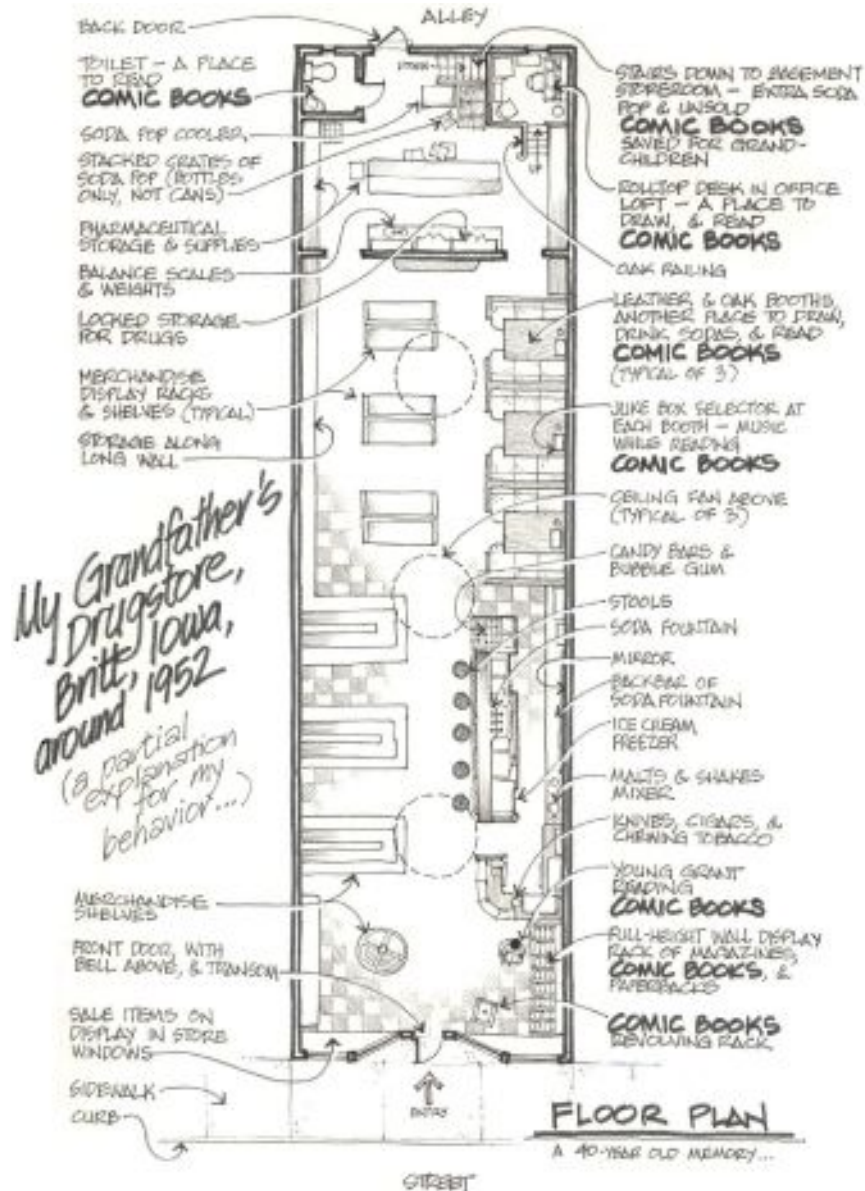 ALLEY
BACK DOOR
TOILET – A PLACE
TO READ
COMIC BOOKS
SODA POP COOLER,
STACKED CRATES OF
SODA POP (BOTTLES
ONLY, NOT CANS)
PHARMACEUTICAL
STORAGE & SUPPLIES
BALANCE SCALES
& WEIGHTS
LOCKED STORAGE
FOR DRUGS
MERCHANDISE
DISPLAY RACKS
& SHELVES (TYPICAL)
STORAGE ALONG
LONG WALL
My Grandfather's
Drugstore,
Britt, Iowa,
around 1952
(a partial
explanation
for my
behavior...)
MERCHANDISE
SHELVES
FRONT DOOR, WITH
BELL ABOVE, & TRANSOM
SALE ITEMS ON
DISPLAY IN STORE
WINDOWS
SIDEWALK
CURB
STAIRS DOWN TO BASEMENT
STOREROOM – EXTRA SODA
POP & UNSOLD
COMIC BOOKS
SAVED FOR GRAND-
CHILDREN
ROLLTOP DESK IN OFFICE
LOFT – A PLACE TO
DRAW, & READ
COMIC BOOKS
OAK RAILING
LEATHER & OAK BOOTHS,
ANOTHER PLACE TO DRAW,
DRINK SODAS, & READ
COMIC BOOKS
(TYPICAL OF 3)
JUKE BOX SELECTOR AT
EACH BOOTH – MUSIC
WHILE READING
COMIC BOOKS
CEILING FAN ABOVE
(TYPICAL OF 3)
CANDY BARS &
BUBBLE GUM
STOOLS
SODA FOUNTAIN
MIRROR
BACKBAR OF
SODA FOUNTAIN
ICE CREAM
FREEZER
MALTS & SHAKES
MIXER
KNIVES, CIGARS, &
CHEWING TOBACCO
YOUNG GRANT
READING
COMIC BOOKS
FULL-HEIGHT WALL DISPLAY
RACK OF MAGAZINES,
COMIC BOOKS, &
PAPERBACKS
COMIC BOOKS
REVOLVING RACK
ENTRY
FLOOR PLAN
A 40-YEAR OLD MEMORY...
STREET